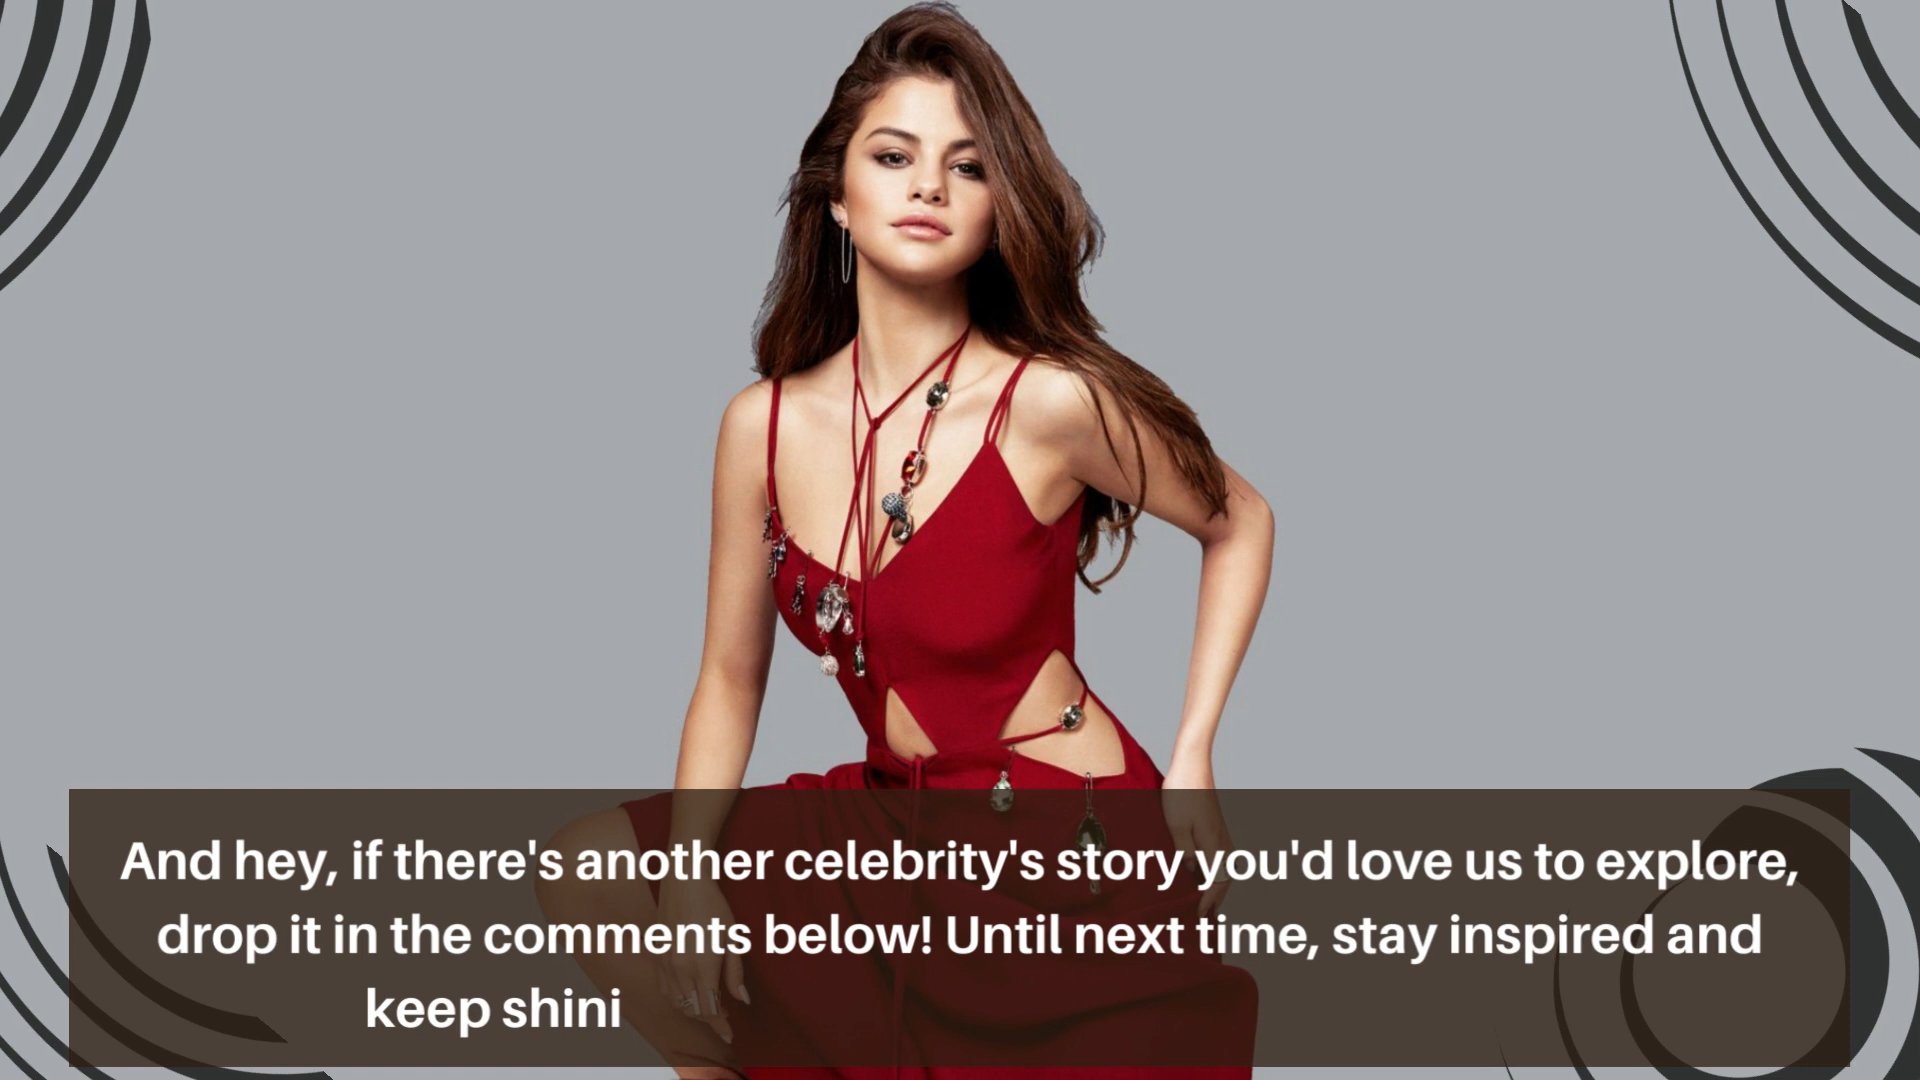 And hey, if there's another celebrity's story you'd love us to explore,
drop it in the comments below! Until next time, stay inspired and
keep shini